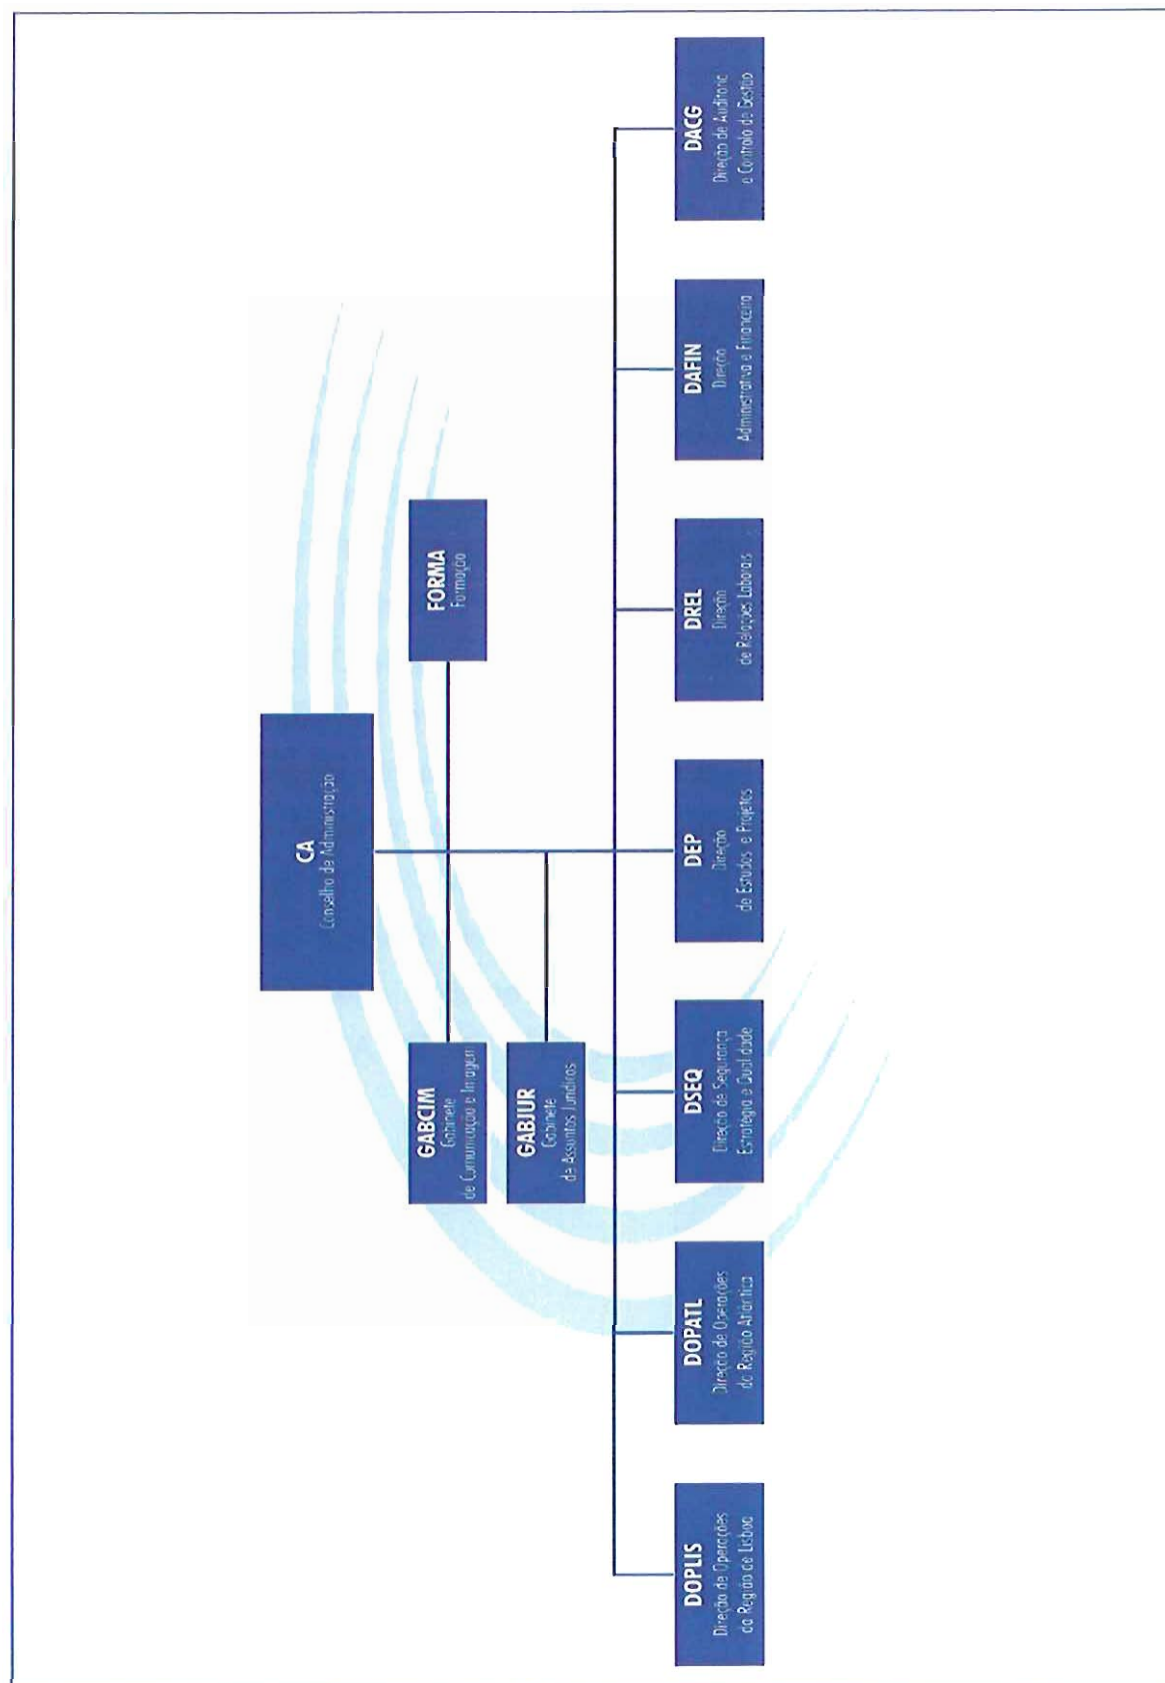 CA
Conselho de Administração
GABCIM
Gabinete
de Comunicação e Imagem
FORMA
Formação
GABJUR
Gabinete
de Assuntos Jurídicos
DOPLIS
Direção de Operações
da Região de Lisboa
DOPATL
Direção de Operações
da Região Atlântica
DSEQ
Direção de Segurança
Estratégia e Qualidade
DEP
Direção
de Estudos e Projetos
DREL
Direção
de Relações Laborais
DAFIN
Direção
Administrativa e Financeira
DACG
Direção de Auditoria
e Controlo de Gestão